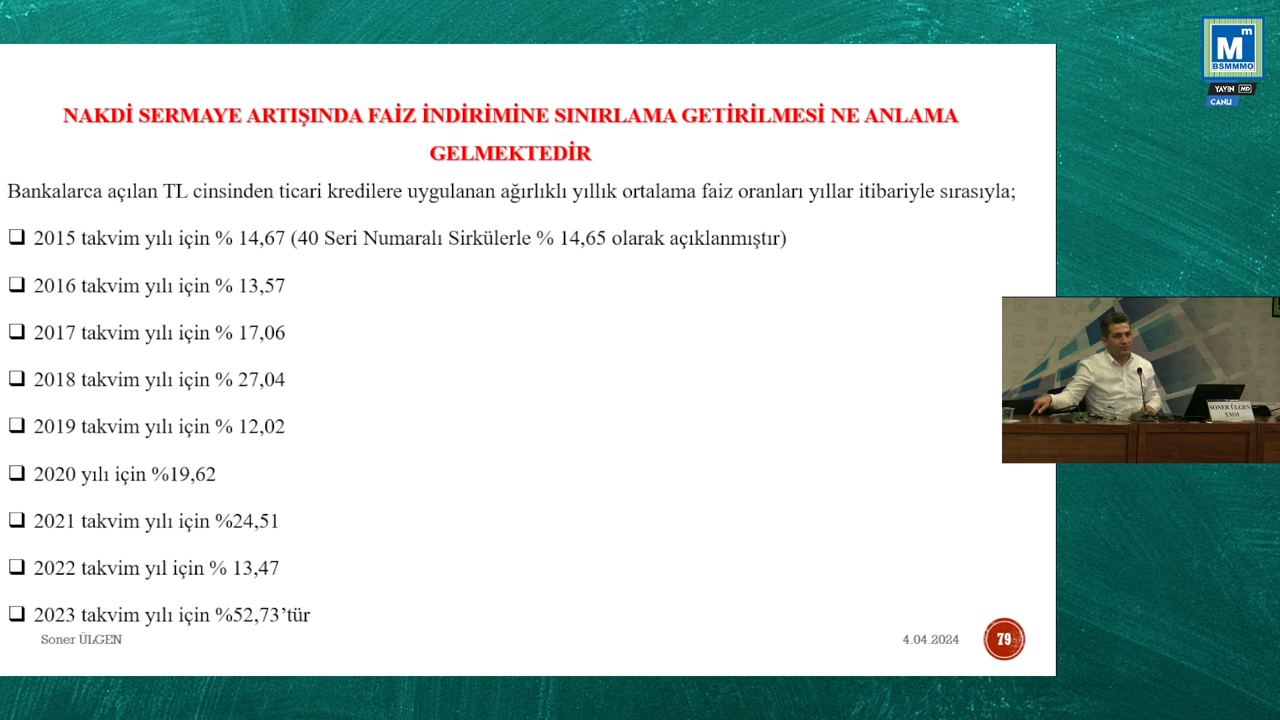 NAKDİ SERMAYE ARTIŞINDA FAİZ İNDİRİMİNE SINIRLAMA GETİRİLMESİ NE ANLAMA
GELMEKTEDİR
Bankalarca açılan TL cinsinden ticari kredilere uygulanan ağırlıklı yıllık ortalama faiz oranları yıllar itibariyle sırasıyla;
2015 takvim yılı için % 14,67 (40 Seri Numaralı Sirkülerle % 14,65 olarak açıklanmıştır)
2016 takvim yılı için % 13,57
2017 takvim yılı için % 17,06
2018 takvim yılı için % 27,04
2019 takvim yılı için % 12,02
2020 yılı için %19,62
2021 takvim yılı için %24,51
2022 takvim yıl için % 13,47
2023 takvim yılı için %52,73’tür
Soner ÜLGEN
4.04.2024
79
Mm
BSMMMO
YAYIN HD
CANLI
SONER ÜLGEN
YMM